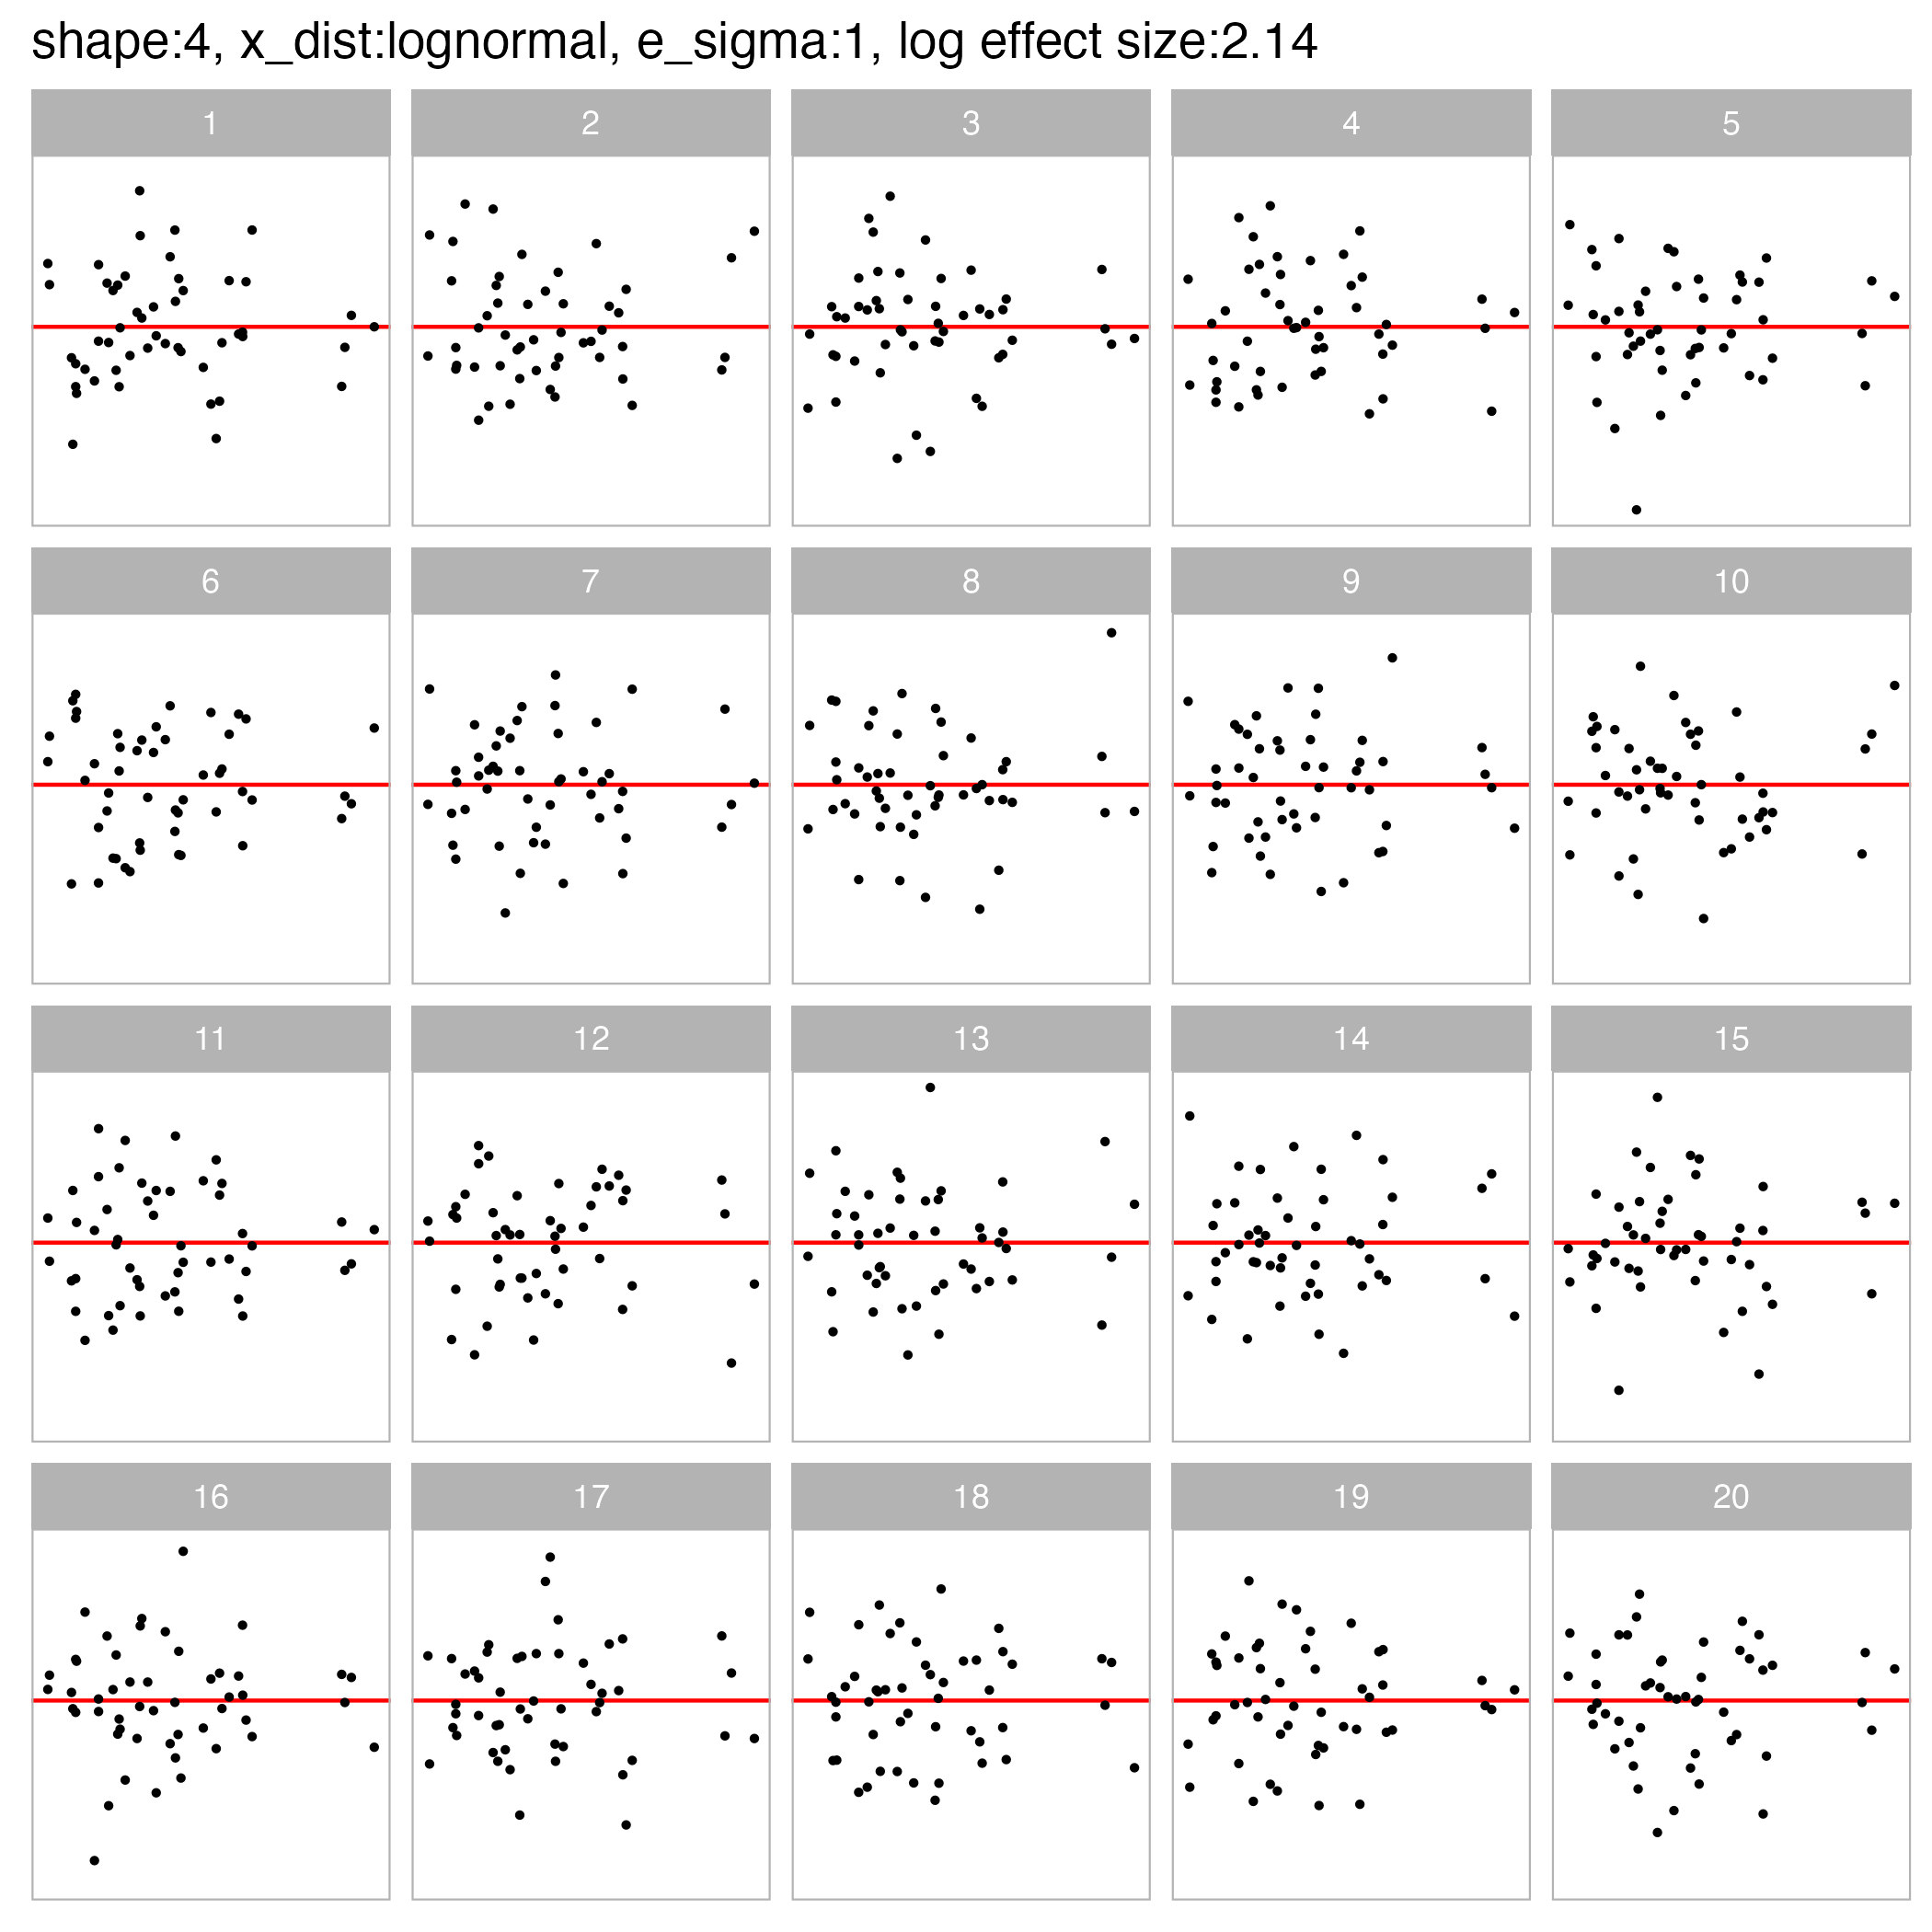 shape:4, x_dist:lognormal, e_sigma:1, log effect size:2.14
1 2 3 4 5
6 7 8 9 10
11 12 13 14 15
16 17 18 19 20